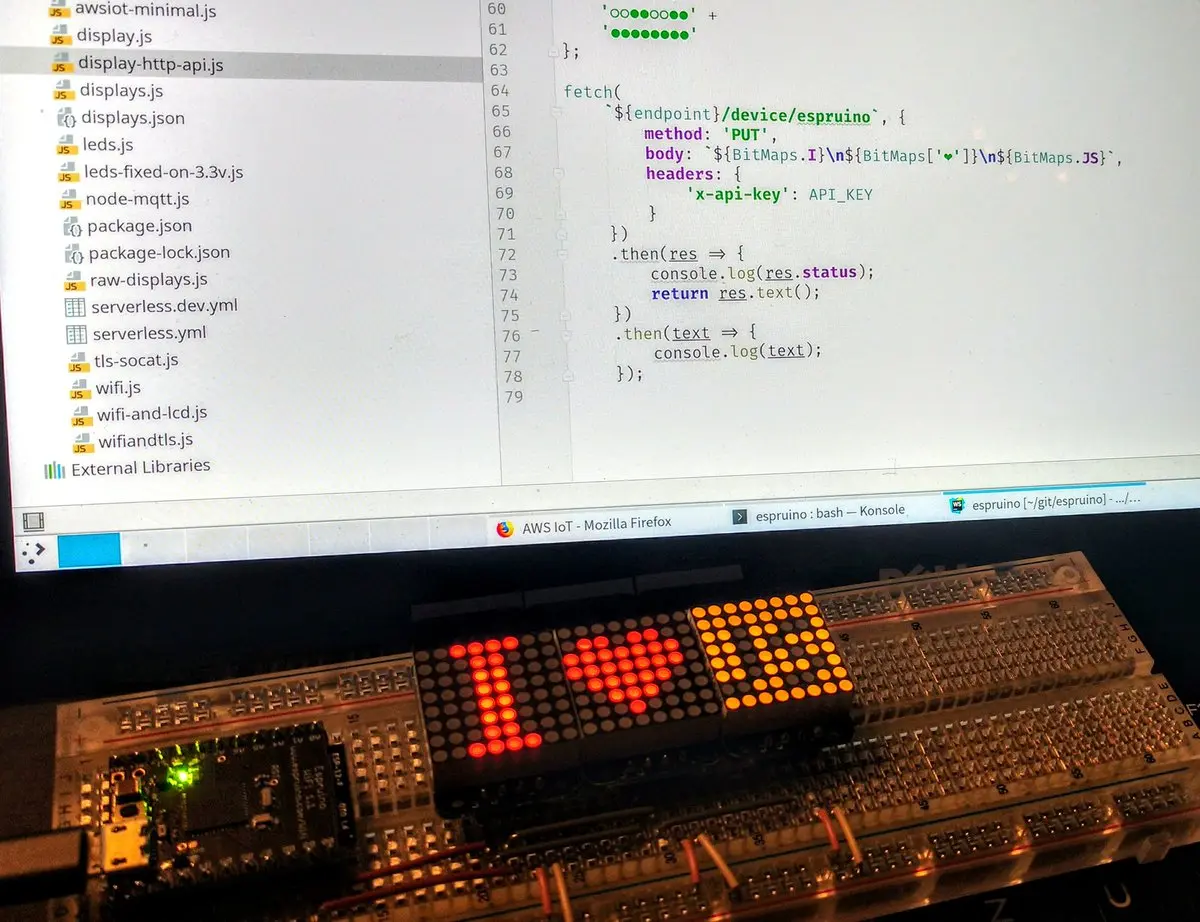 awsiot-minimal.js
display.js
display-http-api.js
displays.js
displays.json
leds.js
leds-fixed-on-3.3v.js
node-mqtt.js
package.json
package-lock.json
raw-displays.js
serverless.dev.yml
serverless.yml
tls-socat.js
wifi.js
wifi-and-lcd.js
wifiandtls.js
External Libraries
60 '○○●●○○●●' +
61 '●●●●●●●●'
62 };
63
64 fetch(
65 `${endpoint}/device/espruino`, {
66 method: 'PUT',
67 body: `${BitMaps.I}\n${BitMaps['❤']}\n${BitMaps.JS}`,
68 headers: {
69 'x-api-key': API_KEY
70 }
71 })
72 .then(res ⇒ {
73 console.log(res.status);
74 return res.text();
75 })
76 .then(text ⇒ {
77 console.log(text);
78 });
79
AWS IoT - Mozilla Firefox
espruino : bash — Konsole
espruino [~/git/espruino] - .../...
I ❤ JS